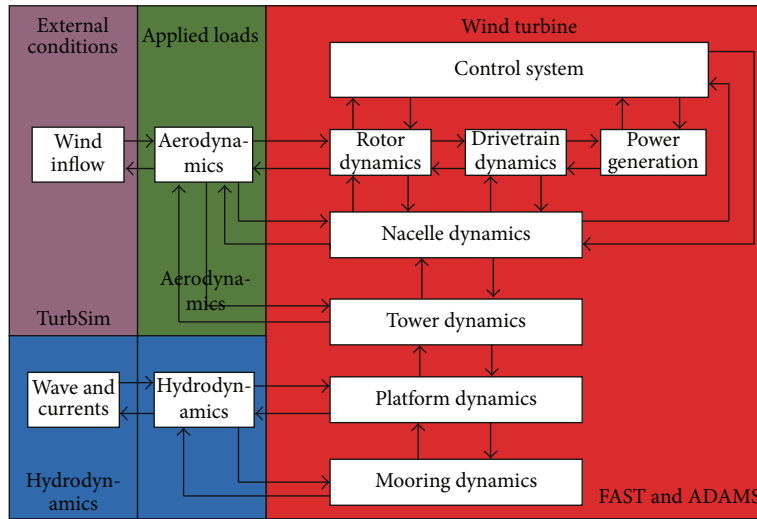 External
conditions
Applied loads
Wind turbine
Control system
Wind
inflow
Aerodyna-
mics
Rotor
dynamics
Drivetrain
dynamics
Power
generation
Nacelle dynamics
Aerodyna-
mics
TurbSim
Tower dynamics
Wave and
currents
Hydrodyn-
amics
Platform dynamics
Mooring dynamics
Hydrodyn-
amics
FAST and ADAMS